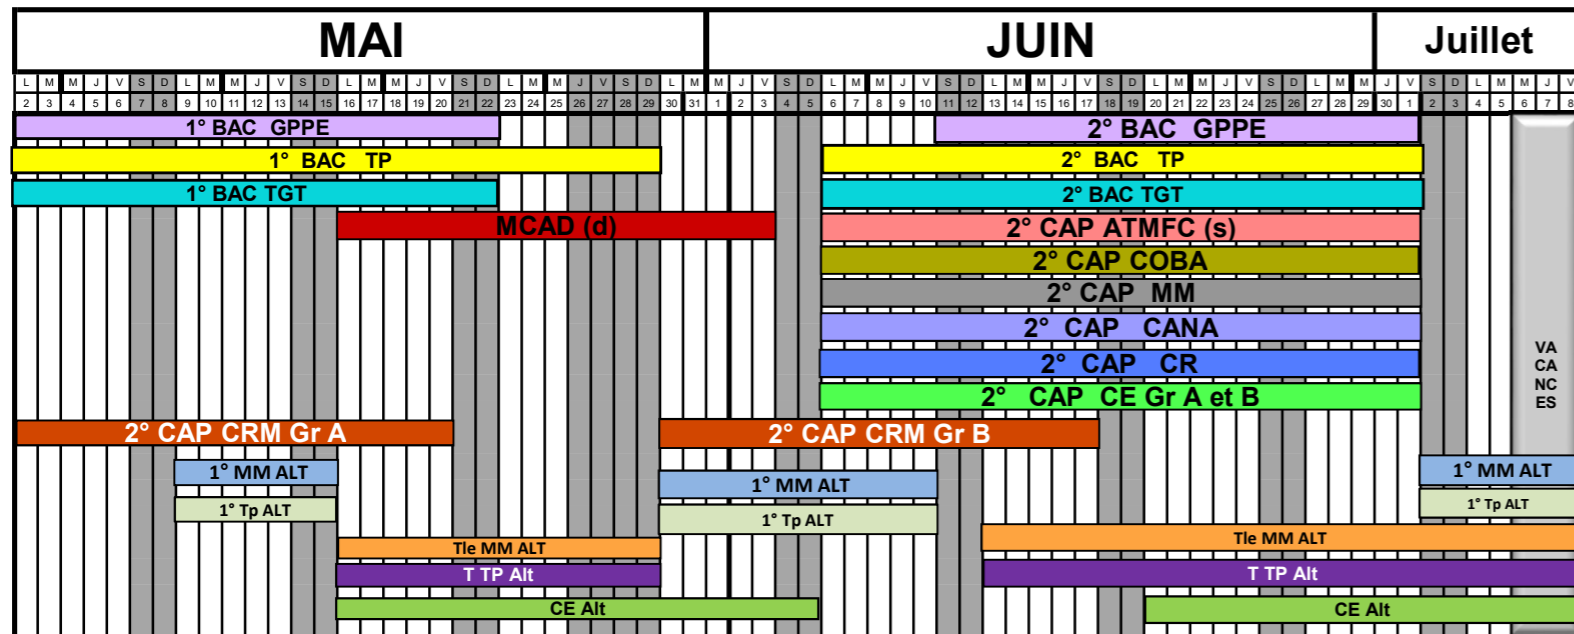 MAI JUIN Juillet
L M M J V S D L M M J V S D L M M J V S D L M M J V S D L M M J V S D L M M J V S D L M M J V S D L M M J V S D L M M J V S D L M M J V
2 3 4 5 6 7 8 9 10 11 12 13 14 15 16 17 18 19 20 21 22 23 24 25 26 27 28 29 30 31 1 2 3 4 5 6 7 8 9 10 11 12 13 14 15 16 17 18 19 20 21 22 23 24 25 26 27 28 29 30 1 2 3 4 5 6 7 8
1° BAC GPPE 2° BAC GPPE
1° BAC TP 2° BAC TP
1° BAC TGT 2° BAC TGT
MCAD (d) 2° CAP ATMFC (s)
2° CAP COBA
2° CAP MM
2° CAP CANA
VA
CA
NC
ES
2° CAP CR
2° CAP CE Gr A et B
2° CAP CRM Gr A 2° CAP CRM Gr B
1° MM ALT 1° MM ALT 1° MM ALT
1° Tp ALT 1° Tp ALT 1° Tp ALT
Tle MM ALT Tle MM ALT
T TP Alt T TP Alt
CE Alt CE Alt